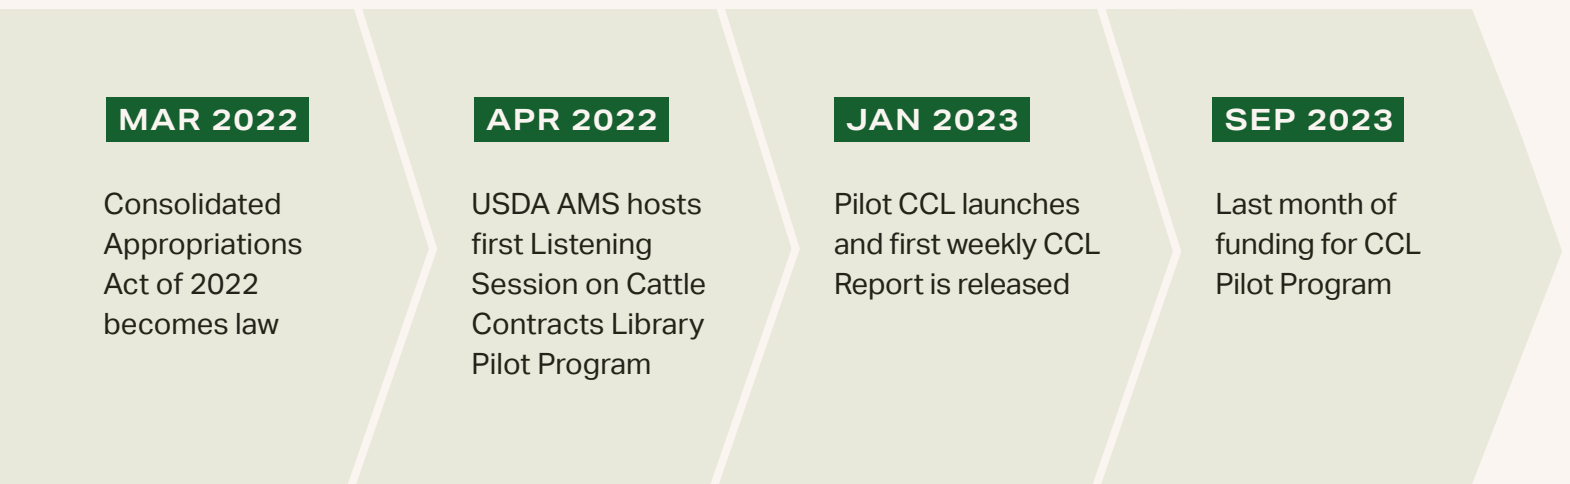 MAR 2022
Consolidated
Appropriations
Act of 2022
becomes law
APR 2022
USDA AMS hosts
first Listening
Session on Cattle
Contracts Library
Pilot Program
JAN 2023
Pilot CCL launches
and first weekly CCL
Report is released
SEP 2023
Last month of
funding for CCL
Pilot Program